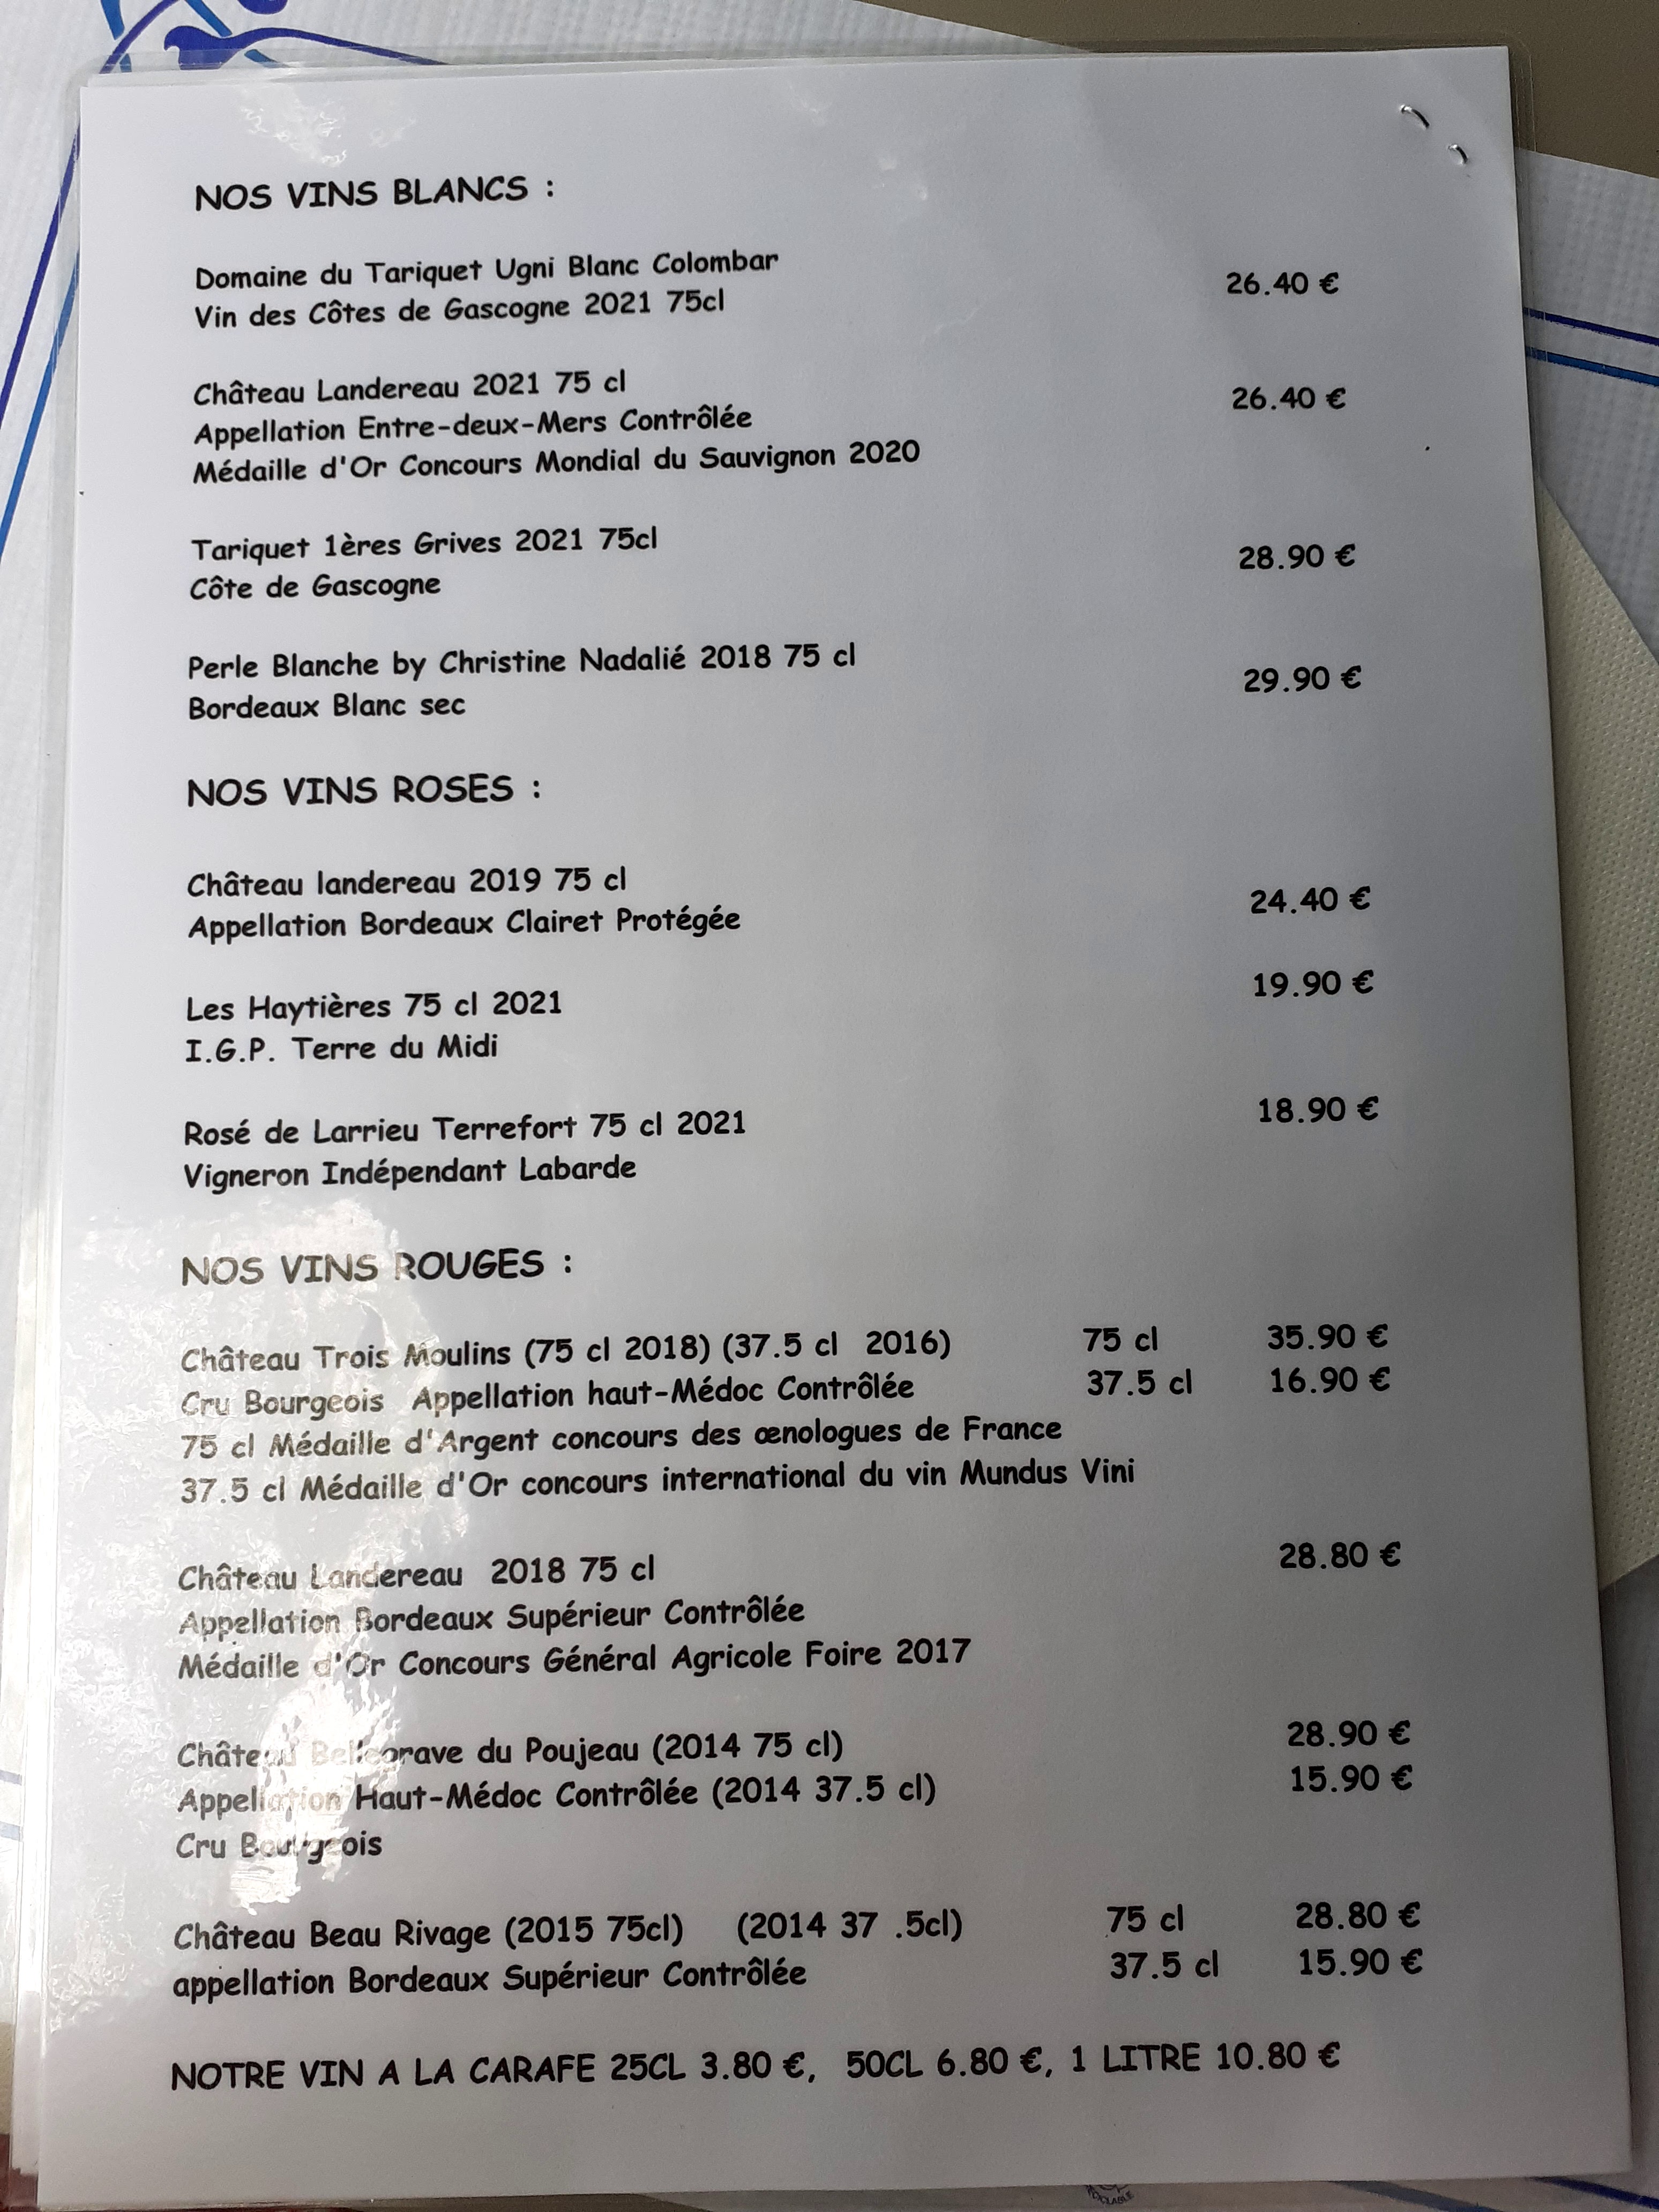 NOS VINS BLANCS :
Domaine du Tariquet Ugni Blanc Colombar
Vin des Côtes de Gascogne 2021 75cl 26.40 €
Château Landereau 2021 75 cl 26.40 €
Appellation Entre-deux-Mers Contrôlée
Médaille d'Or Concours Mondial du Sauvignon 2020
Tariquet 1ères Grives 2021 75cl 28.90 €
Côte de Gascogne
Perle Blanche by Christine Nadalié 2018 75 cl 29.90 €
Bordeaux Blanc sec
NOS VINS ROSES :
Château landereau 2019 75 cl 24.40 €
Appellation Bordeaux Clairet Protégée
Les Haytières 75 cl 2021 19.90 €
I.G.P. Terre du Midi
Rosé de Larrieu Terrefort 75 cl 2021 18.90 €
Vigneron Indépendant Labarde
NOS VINS ROUGES :
Château Trois Moulins (75 cl 2018) (37.5 cl 2016) 75 cl 35.90 €
Cru Bourgeois Appellation haut-Médoc Contrôlée 37.5 cl 16.90 €
75 cl Médaille d'Argent concours des œnologues de France
37.5 cl Médaille d'Or concours international du vin Mundus Vini
Château Landereau 2018 75 cl 28.80 €
Appellation Bordeaux Supérieur Contrôlée
Médaille d'Or Concours Général Agricole Foire 2017
Château Bellegrave du Poujeau (2014 75 cl) 28.90 €
Appellation Haut-Médoc Contrôlée (2014 37.5 cl) 15.90 €
Cru Bourgeois
Château Beau Rivage (2015 75cl) (2014 37 .5cl) 75 cl 28.80 €
appellation Bordeaux Supérieur Contrôlée 37.5 cl 15.90 €
NOTRE VIN A LA CARAFE 25CL 3.80 €, 50CL 6.80 €, 1 LITRE 10.80 €